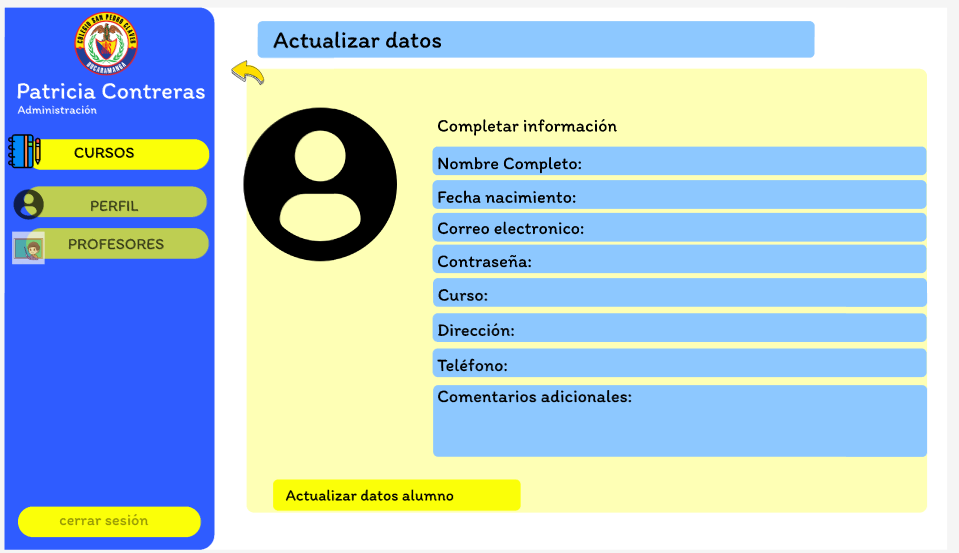 COLEGIO SAN PEDRO CLAVER
BUCARAMANGA
Patricia Contreras
Administración
CURSOS
PERFIL
PROFESORES
cerrar sesión
Actualizar datos
Completar información
Nombre Completo:
Fecha nacimiento:
Correo electronico:
Contraseña:
Curso:
Dirección:
Teléfono:
Comentarios adicionales:
Actualizar datos alumno